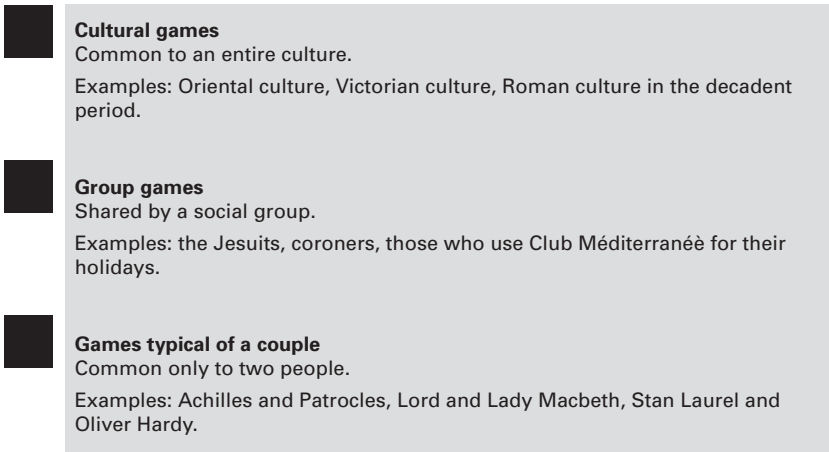 Cultural games
Common to an entire culture.
Examples: Oriental culture, Victorian culture, Roman culture in the decadent
period.
Group games
Shared by a social group.
Examples: the Jesuits, coroners, those who use Club Méditerranéè for their
holidays.
Games typical of a couple
Common only to two people.
Examples: Achilles and Patrocles, Lord and Lady Macbeth, Stan Laurel and
Oliver Hardy.